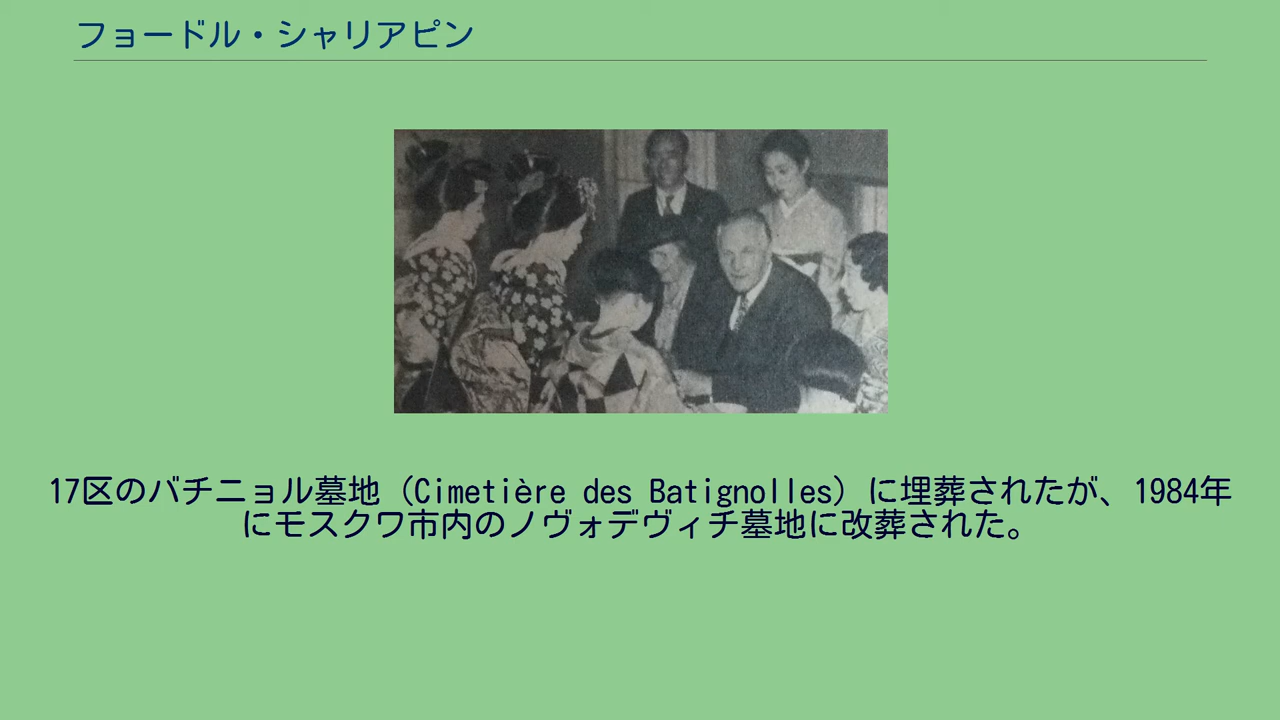 フョードル・シャリアピン
17区のバチニョル墓地（Cimetière des Batignolles）に埋葬されたが、1984年
にモスクワ市内のノヴォデヴィチ墓地に改葬された。